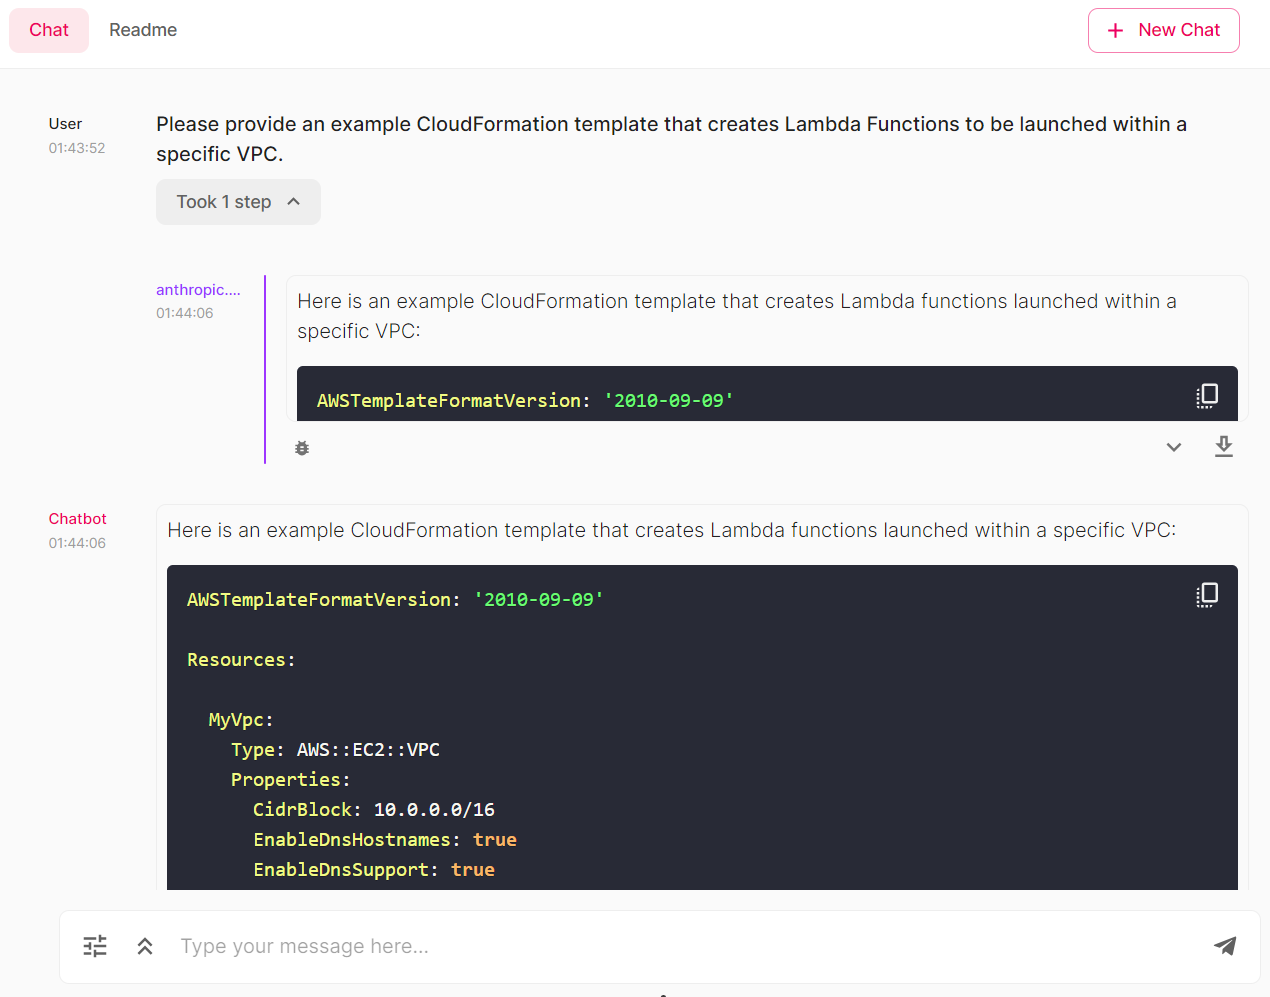 Chat Readme + New Chat
User
01:43:52
Please provide an example CloudFormation template that creates Lambda Functions to be launched within a
specific VPC.
Took 1 step
anthropic....
01:44:06
Here is an example CloudFormation template that creates Lambda functions launched within a
specific VPC:
AWSTemplateFormatVersion: '2010-09-09'
Chatbot
01:44:06
Here is an example CloudFormation template that creates Lambda functions launched within a specific VPC:
AWSTemplateFormatVersion: '2010-09-09'
Resources:
MyVpc:
Type: AWS::EC2::VPC
Properties:
CidrBlock: 10.0.0.0/16
EnableDnsHostnames: true
EnableDnsSupport: true
Type your message here...